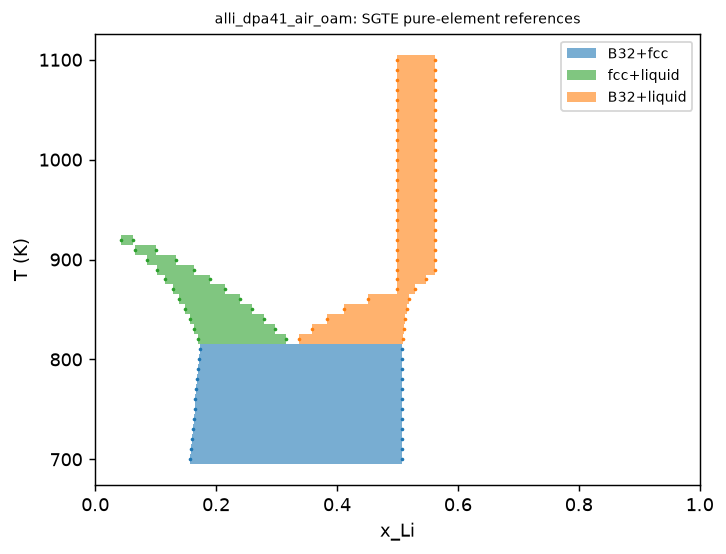 alli_dpa41_air_oam: SGTE pure-element references
B32+fcc
fcc+liquid
B32+liquid
T (K)
1100
1000
900
800
700
0.0 0.2 0.4 0.6 0.8 1.0
x_Li